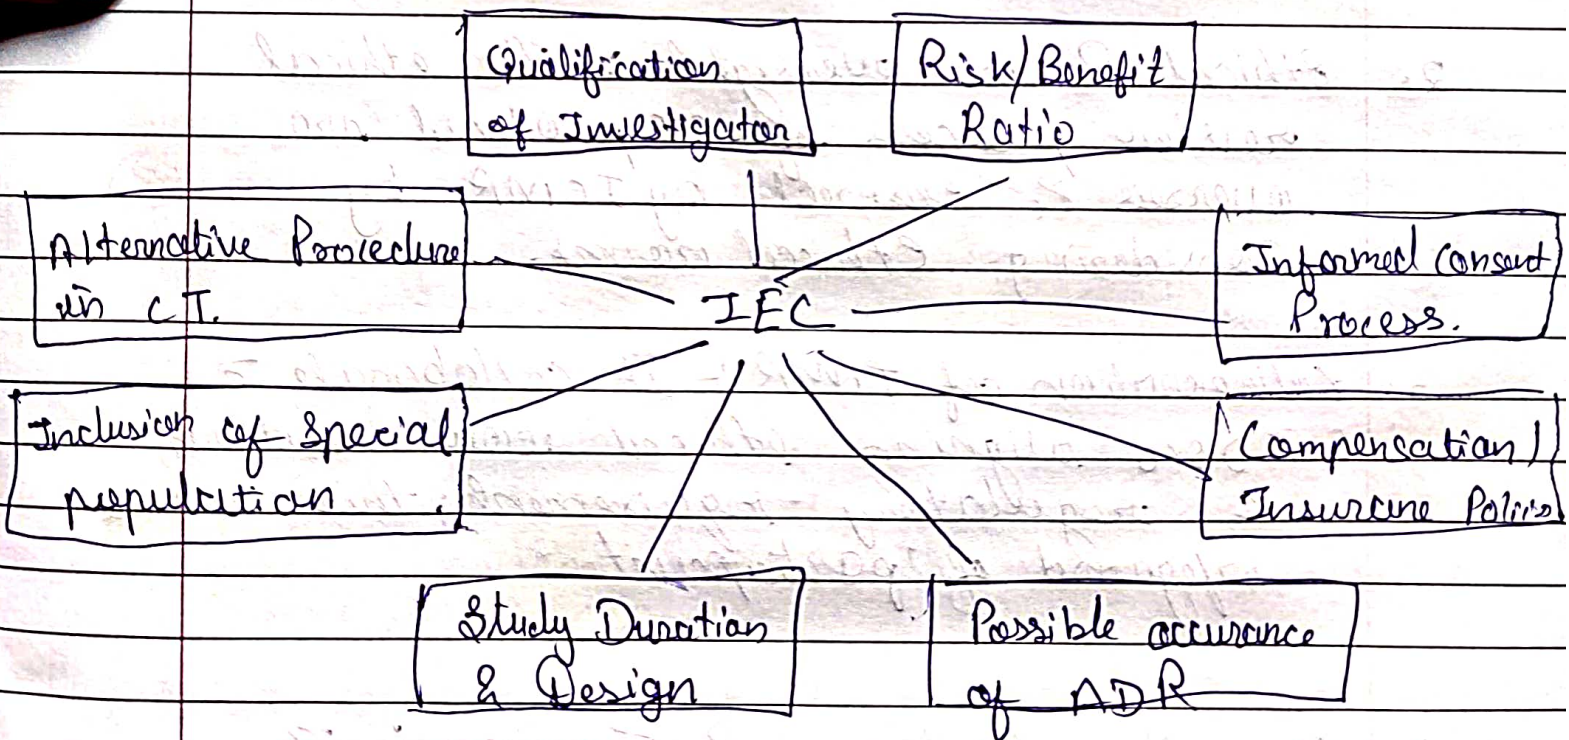 Qualification
of Investigator
Risk/Benefit
Ratio
Alternative Procedure
in C.T.
IEC
Informed Consent
Process.
Inclusion of Special
population
Compensation/
Insurance
Study Duration
& Design
Possible occurance
of ADR